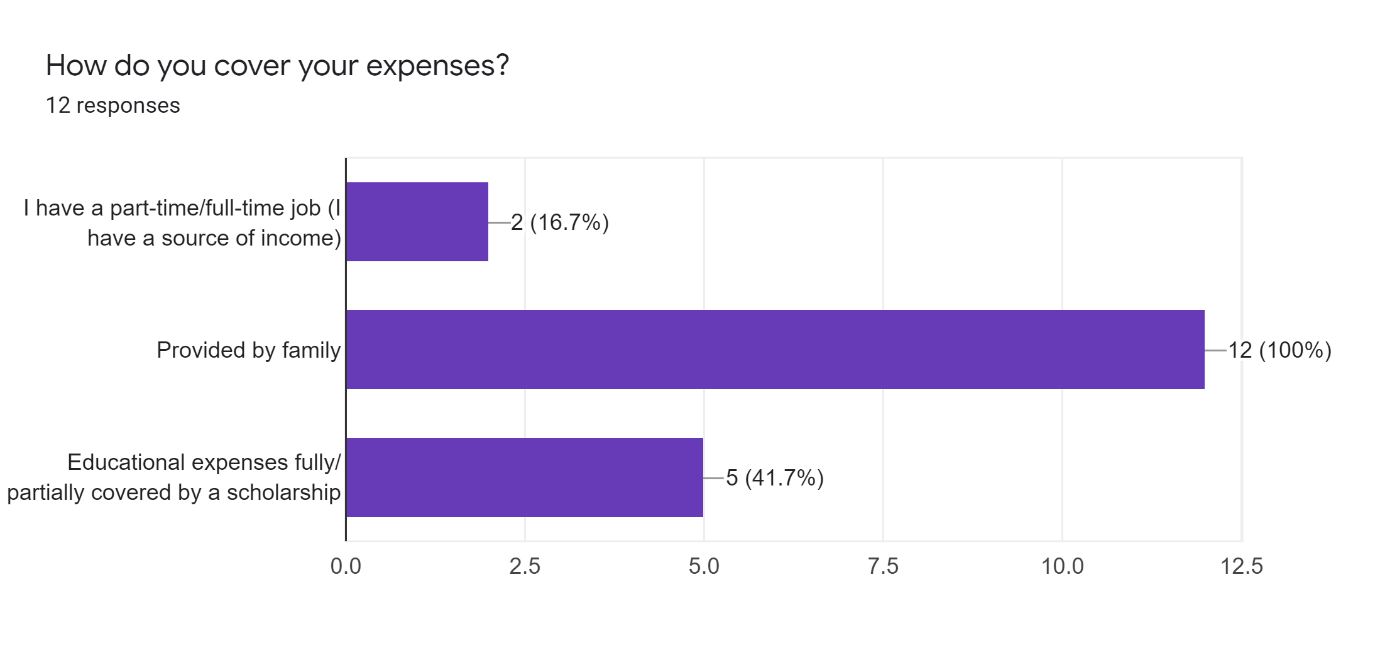 How do you cover your expenses?
12 responses
I have a part-time/full-time job (I
have a source of income)
2 (16.7%)
Provided by family
12 (100%)
Educational expenses fully/
partially covered by a scholarship
5 (41.7%)
0.0 2.5 5.0 7.5 10.0 12.5